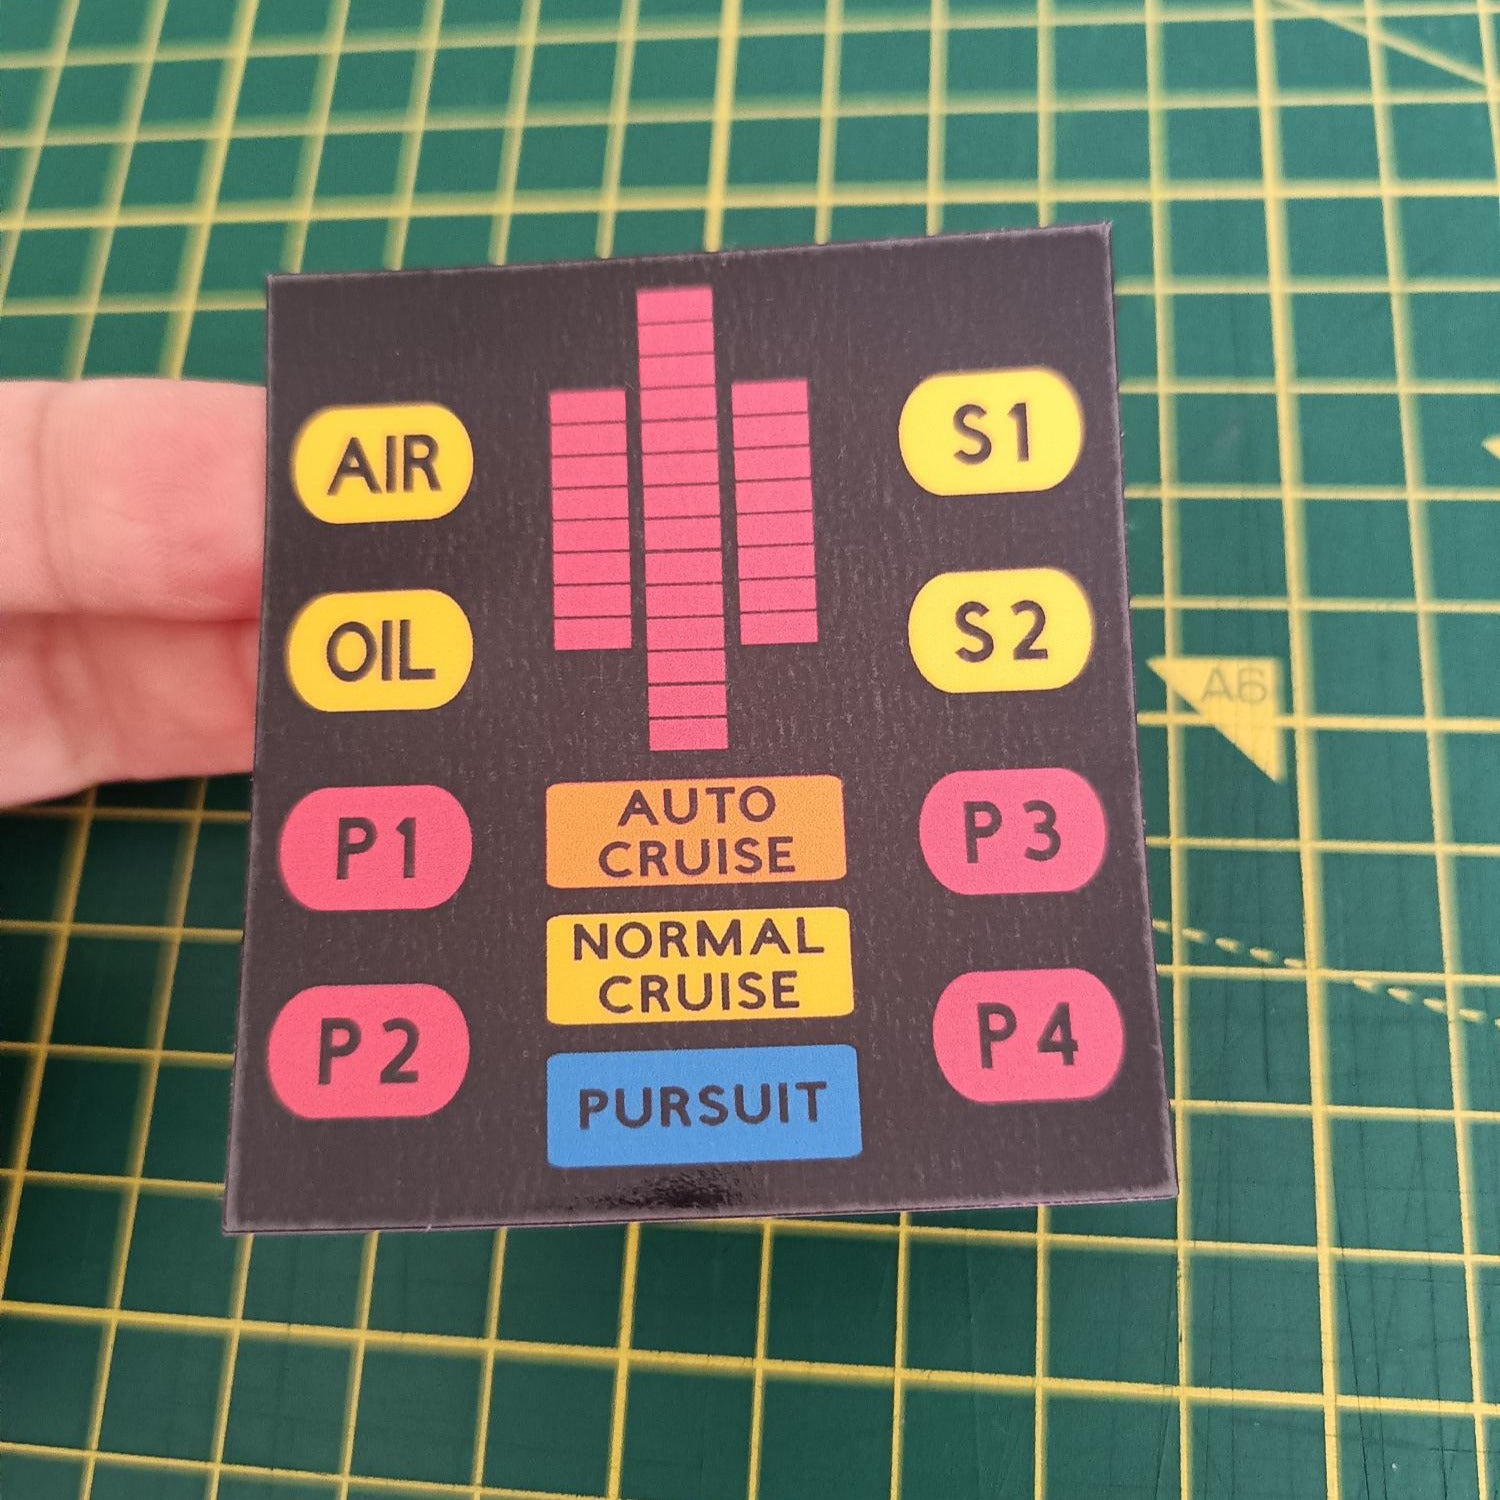 AIR
OIL
P1
P2
AUTO
CRUISE
NORMAL
CRUISE
PURSUIT
S1
S2
P3
P4
A6